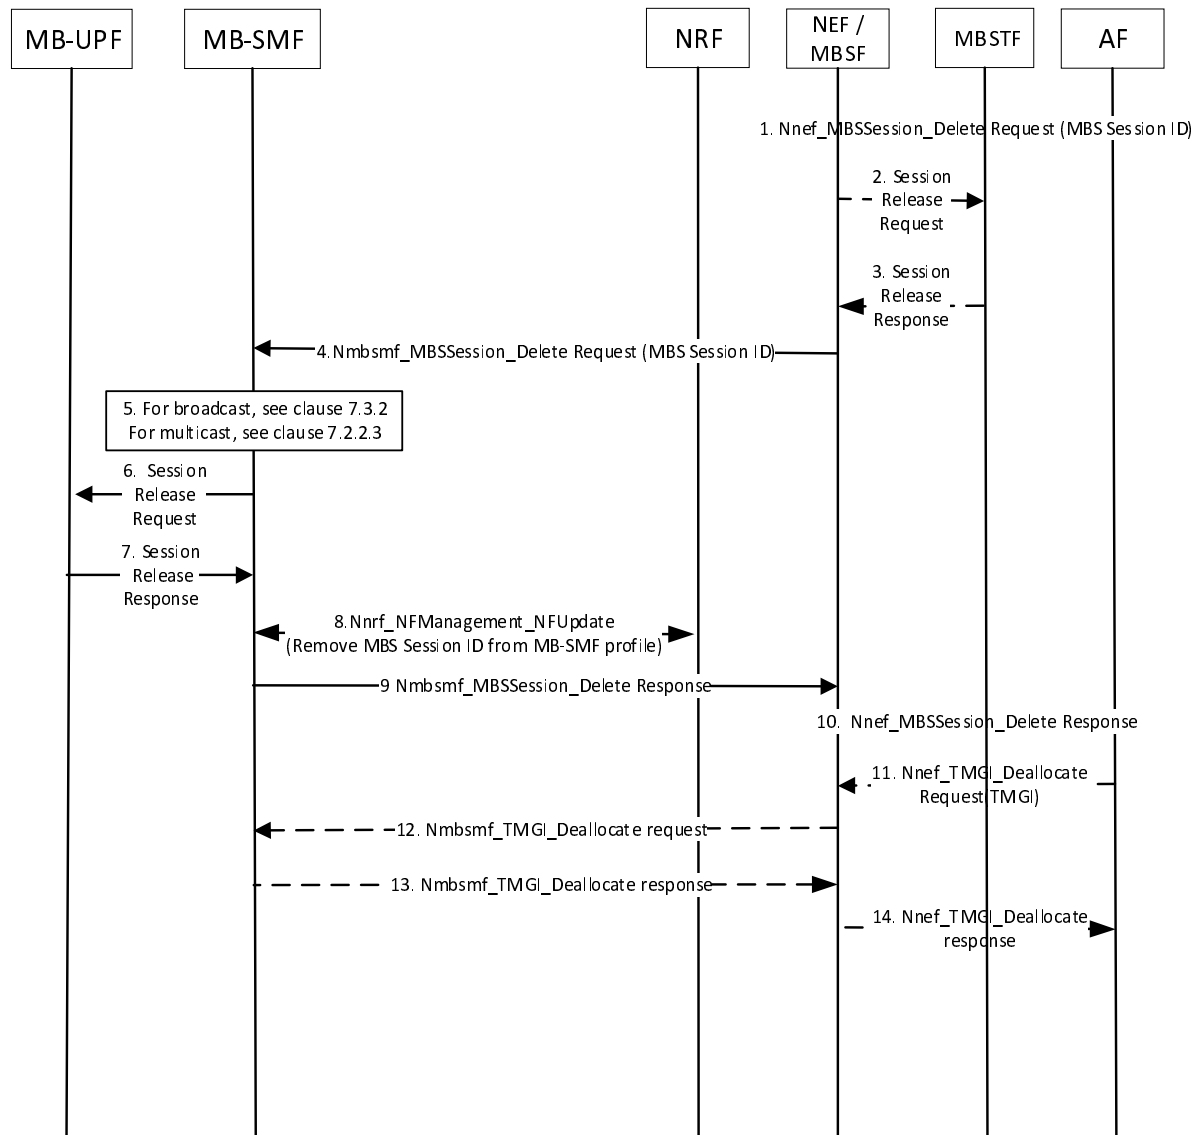 MB-UPF
MB-SMF
NRF
NEF /
MBSF
MBSTF
AF
1. Nnef_MBSSession_Delete Request (MBS Session ID)
2. Session
Release
Request
3. Session
Release
Response
4.Nmbsmf_MBSSession_Delete Request (MBS Session ID)
5. For broadcast, see clause 7.3.2
For multicast, see clause 7.2.2.3
6. Session
Release
Request
7. Session
Release
Response
8.Nnrf_NFManagement_NFUpdate
(Remove MBS Session ID from MB-SMF profile)
9 Nmbsmf_MBSSession_Delete Response
10. Nnef_MBSSession_Delete Response
11. Nnef_TMGI_Deallocate
Request(TMGI)
12. Nmbsmf_TMGI_Deallocate request
13. Nmbsmf_TMGI_Deallocate response
14. Nnef_TMGI_Deallocate
response